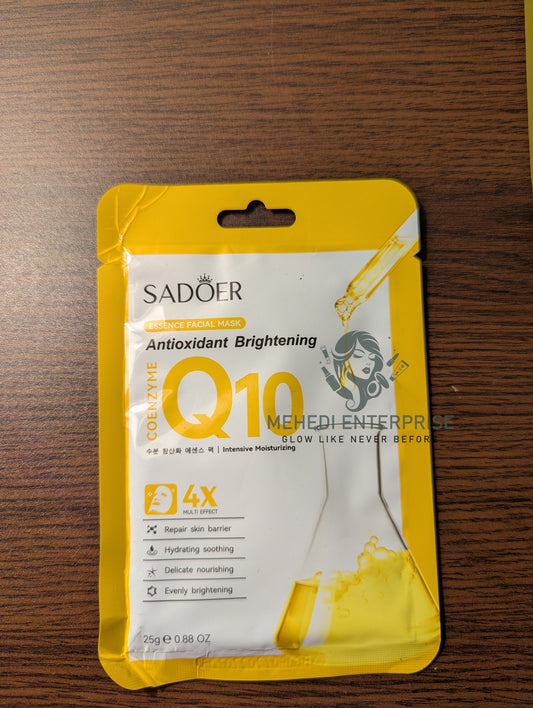 SADOER
ESSENCE FACIAL MASK
Antioxidant Brightening
COENZYME
Q10
MEHEDI ENTERPRISE
GLOW LIKE NEVER BEFORE
수분 항산화 에센스 팩 | Intensive Moisturizing
4X
MULTI EFFECT
Repair skin barrier
Hydrating soothing
Delicate nourishing
Evenly brightening
25g ℮ 0.88 OZ